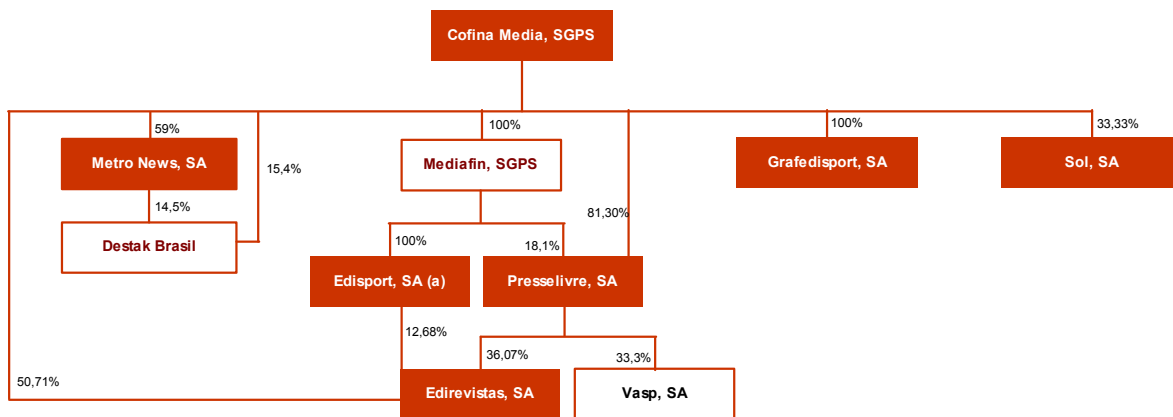 Cofina Media, SGPS
59%
100%
100%
33,33%
Metro News, SA
15,4%
Mediafin, SGPS
Grafedisport, SA
Sol, SA
14,5%
81,30%
Destak Brasil
100%
18,1%
Edisport, SA (a)
Presselivre, SA
12,68%
36,07%
33,3%
50,71%
Edirevistas, SA
Vasp, SA